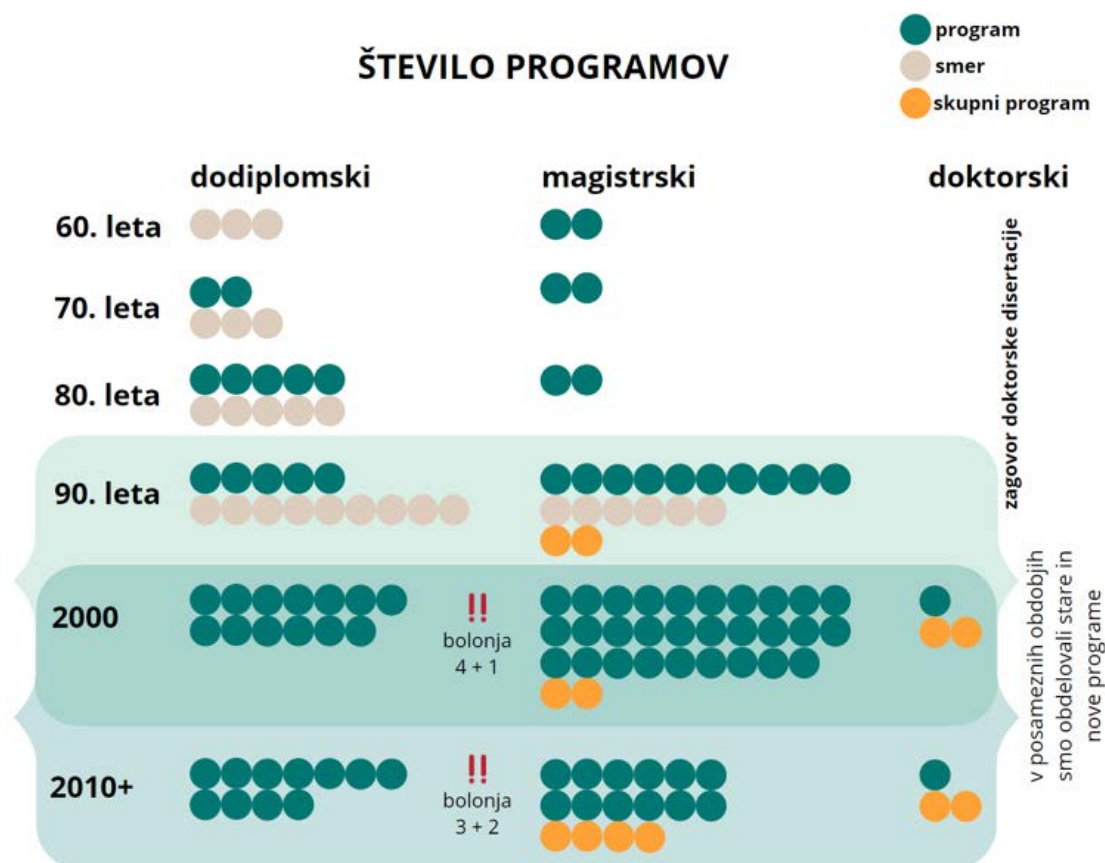 ŠTEVILO PROGRAMOV
program
smer
skupni program
dodiplomski
magistrski
doktorski
60. leta
70. leta
80. leta
90. leta
2000
bolonja
4 + 1
2010+
bolonja
3 + 2
zagovor doktorske disertacije
v posameznih obdobjih
smo obdelovali stare in
nove programe